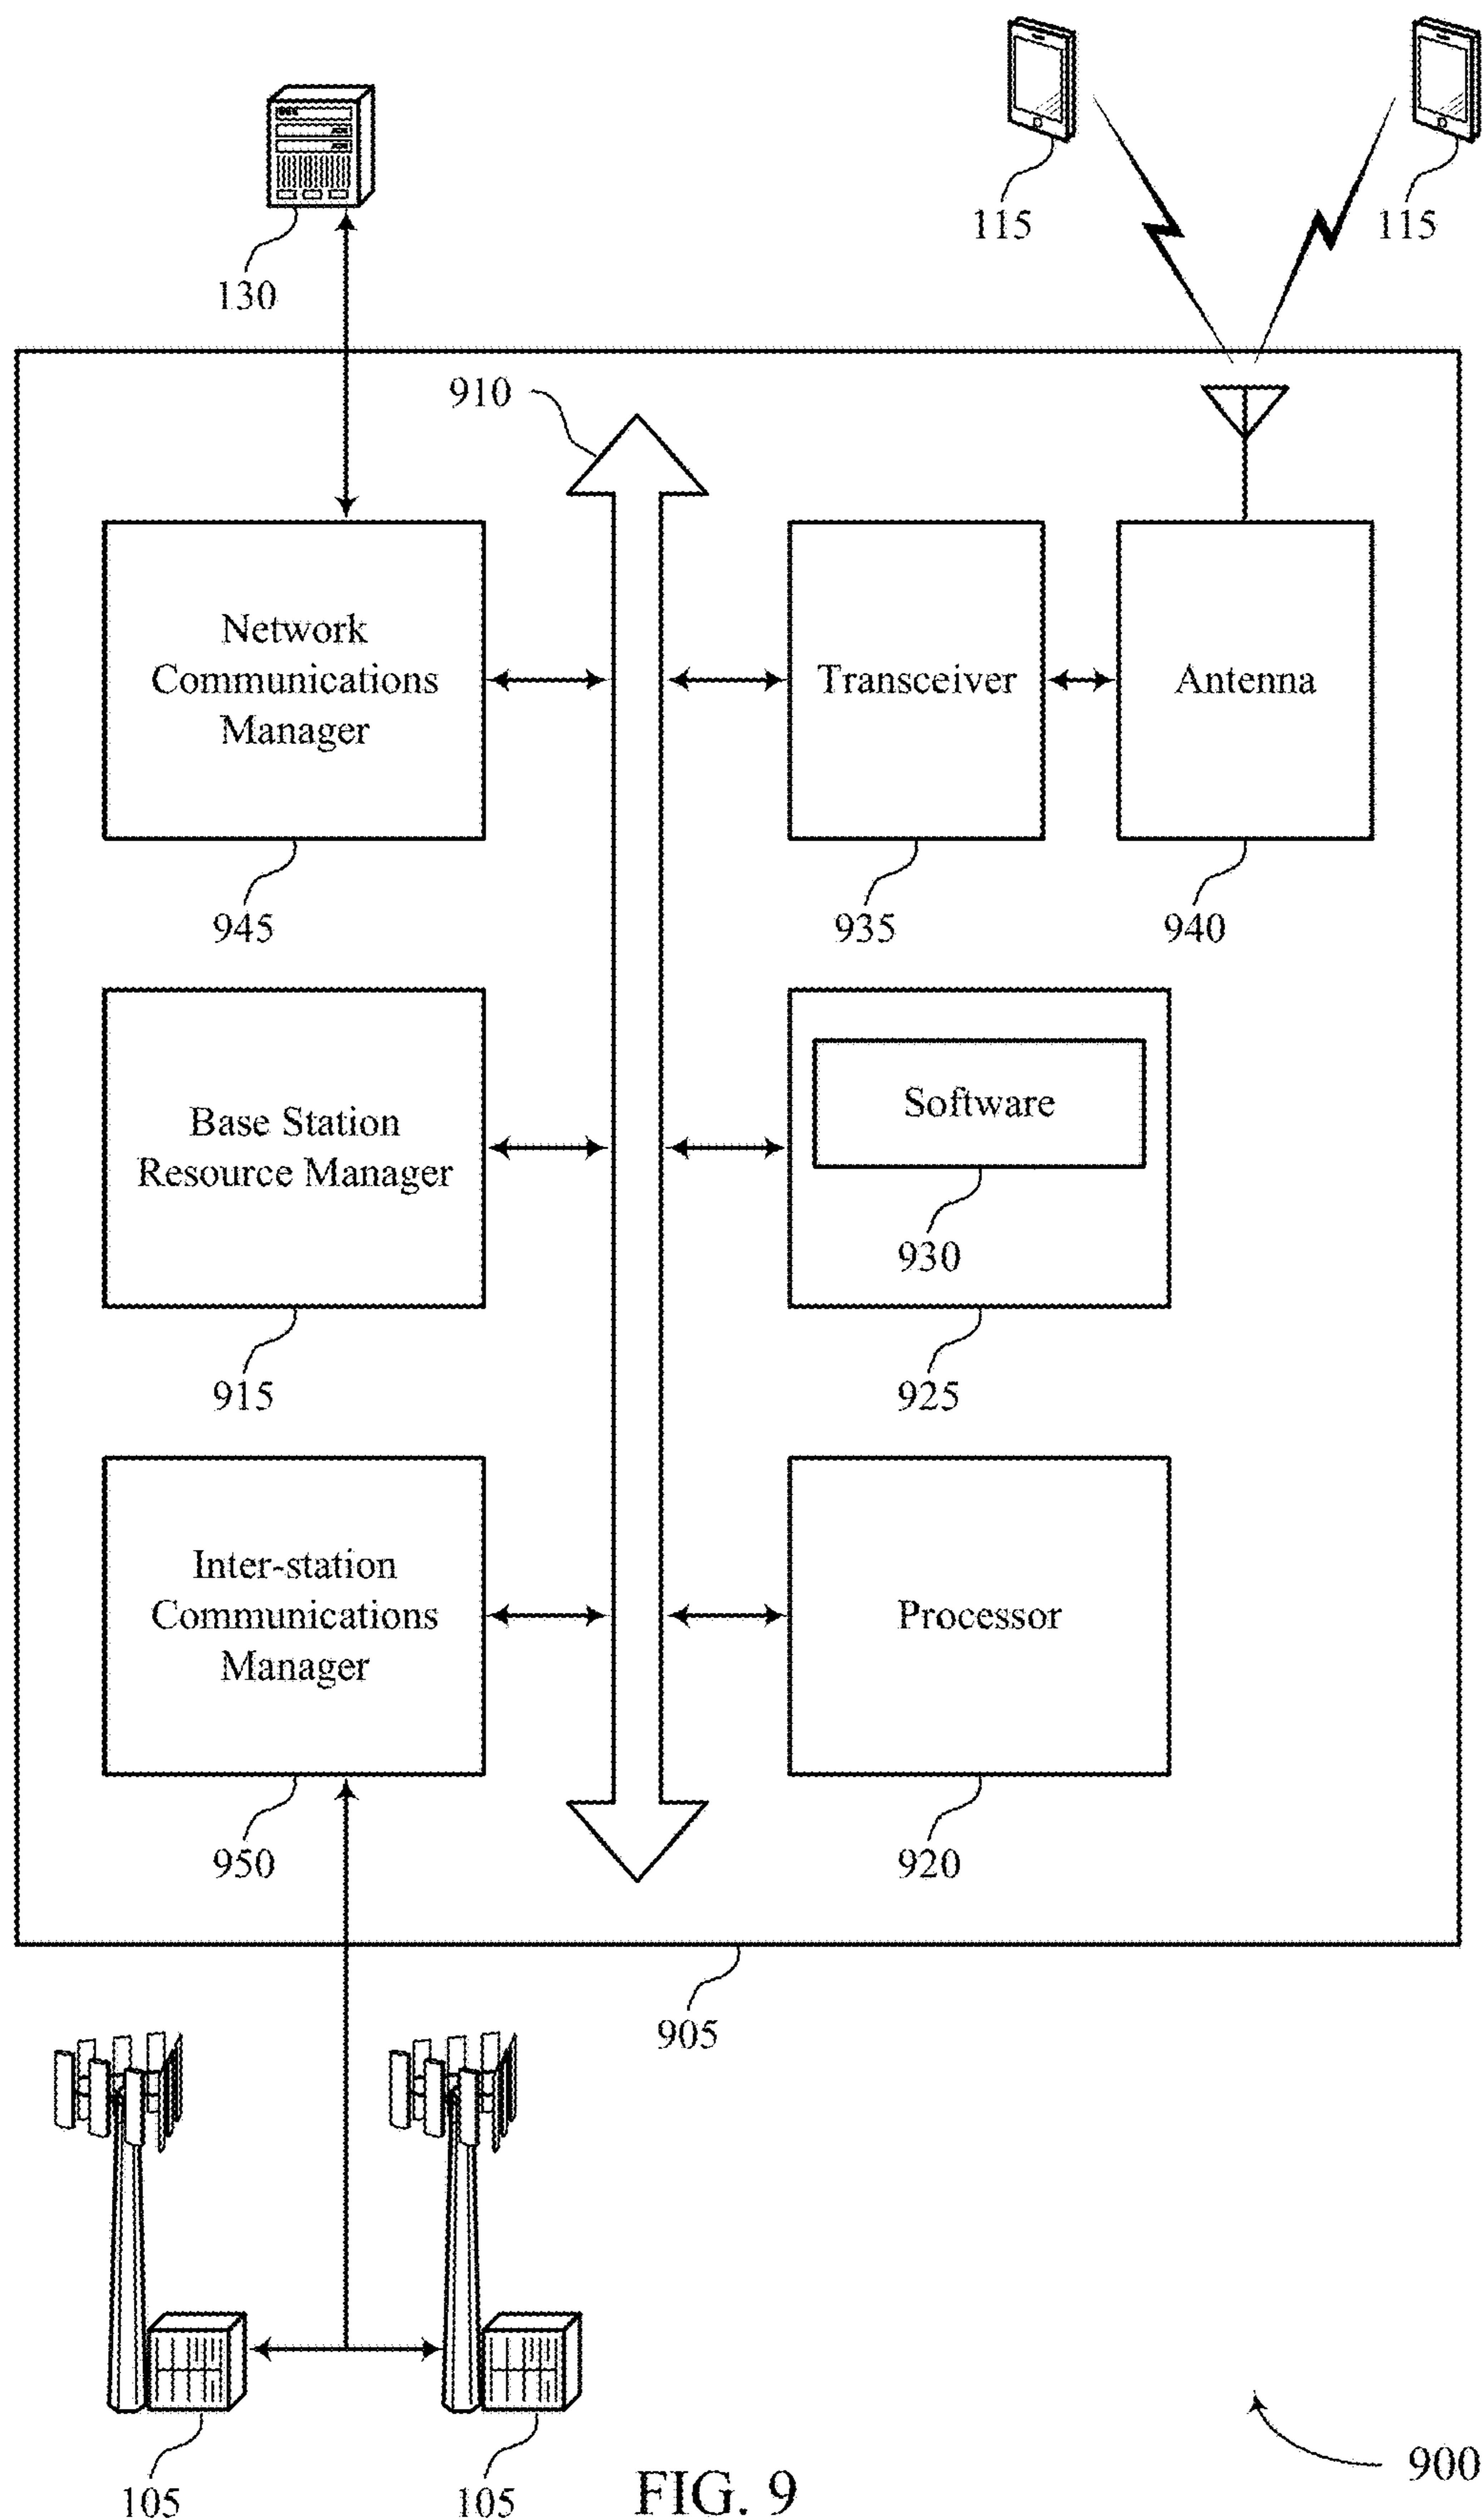 115
115
130
910
Network
Communications
Manager
Transceiver
Antenna
945
935
940
Base Station
Resource Manager
Software
930
915
925
Inter-station
Communications
Manager
Processor
950
920
905
105
105
FIG. 9
900